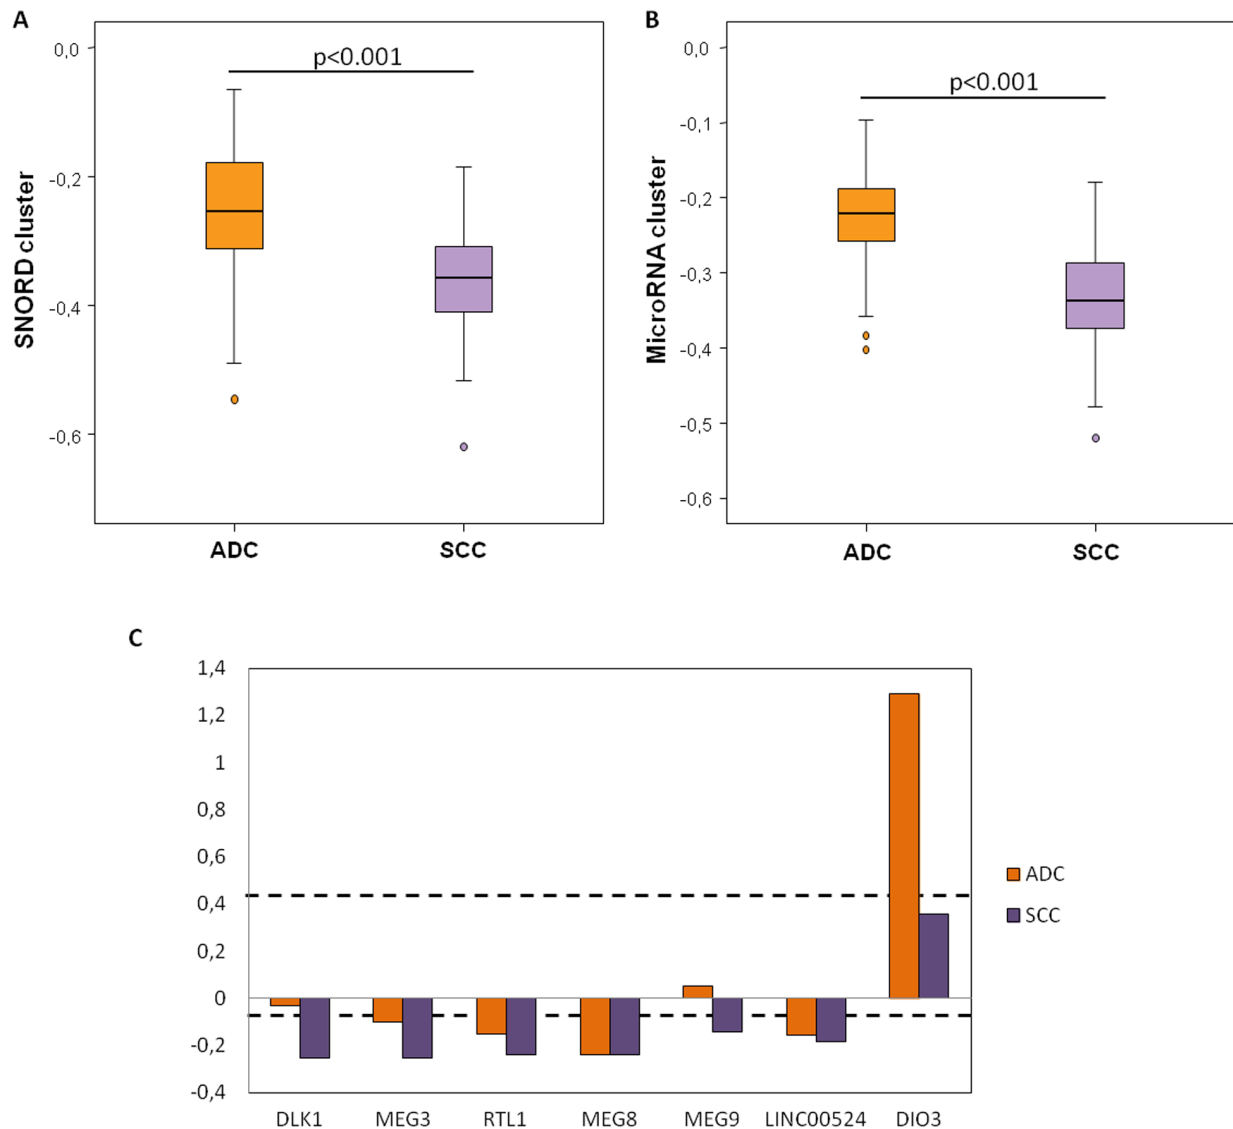 A
SNORD cluster
0,0
-0,2
-0,4
-0,6
p<0.001
ADC SCC
B
MicroRNA cluster
0,0
-0,1
-0,2
-0,3
-0,4
-0,5
-0,6
p<0.001
ADC SCC
C
1,4
1,2
1
0,8
0,6
0,4
0,2
0
-0,2
-0,4
DLK1 MEG3 RTL1 MEG8 MEG9 LINC00524 DIO3
ADC
SCC